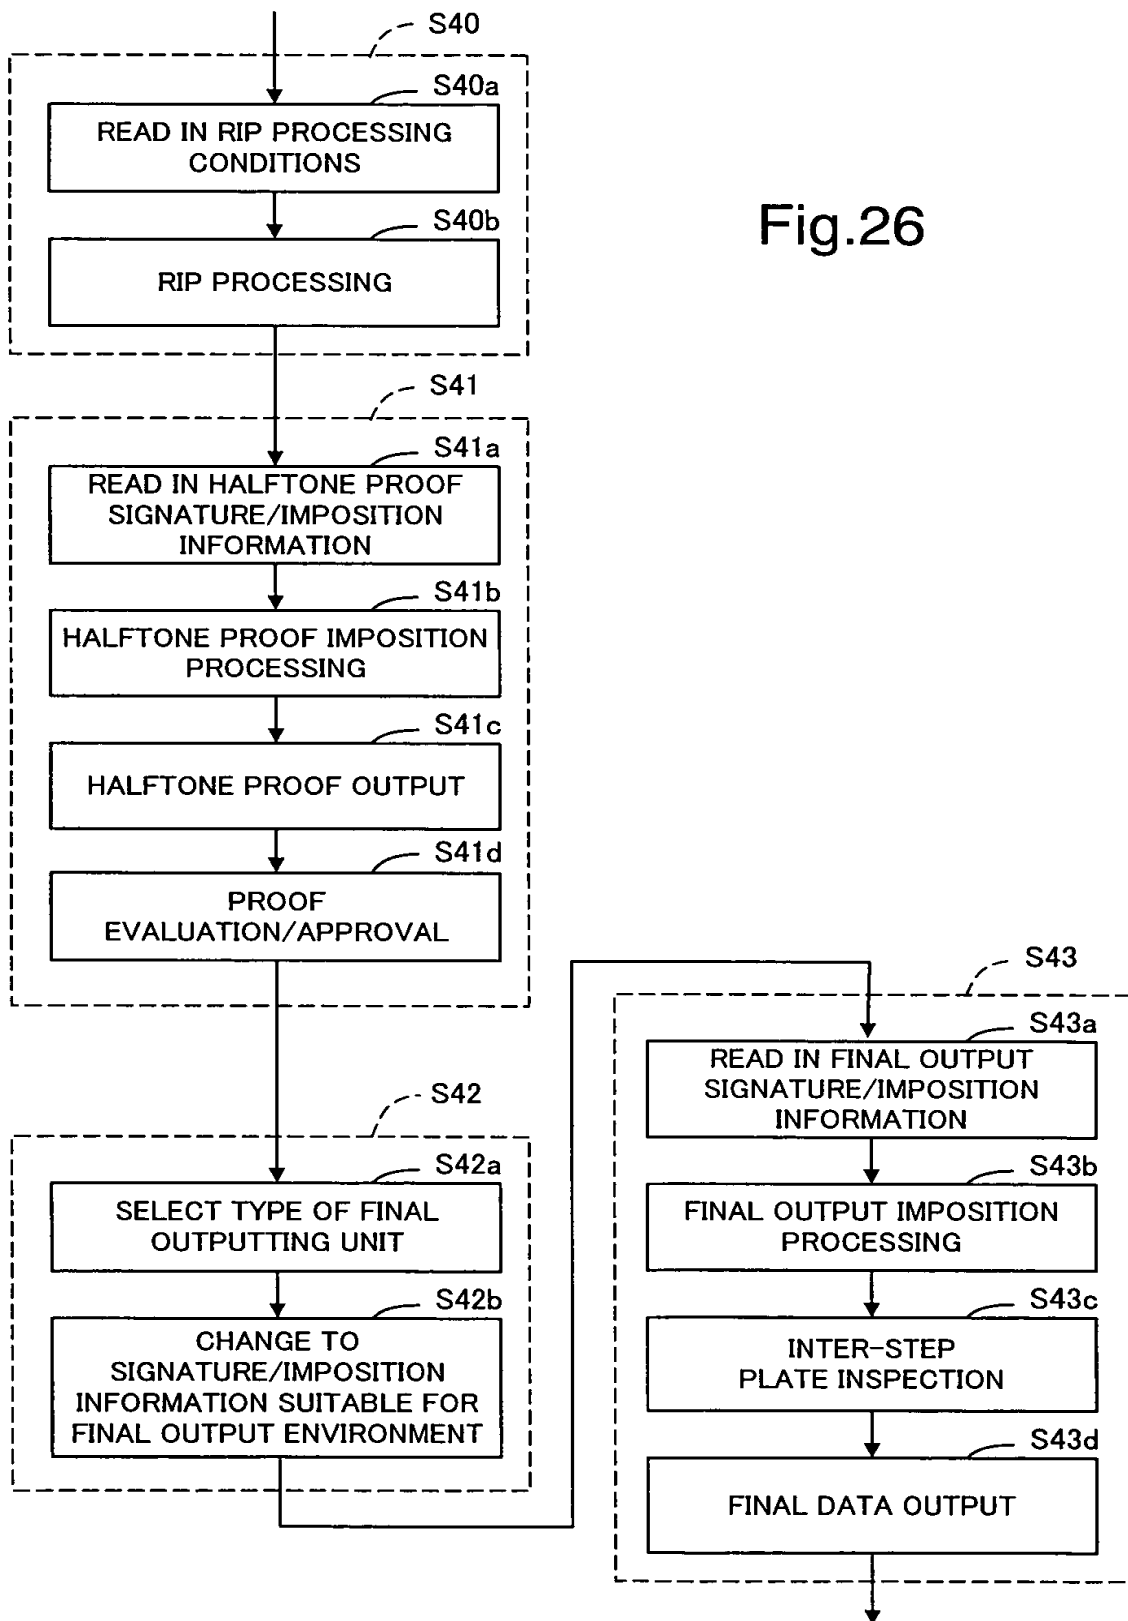 S40
S40a
READ IN RIP PROCESSING
CONDITIONS
S40b
RIP PROCESSING
Fig.26
S41
S41a
READ IN HALFTONE PROOF
SIGNATURE/IMPOSITION
INFORMATION
S41b
HALFTONE PROOF IMPOSITION
PROCESSING
S41c
HALFTONE PROOF OUTPUT
S41d
PROOF
EVALUATION/APPROVAL
S42
S42a
SELECT TYPE OF FINAL
OUTPUTTING UNIT
S42b
CHANGE TO
SIGNATURE/IMPOSITION
INFORMATION SUITABLE FOR
FINAL OUTPUT ENVIRONMENT
S43
S43a
READ IN FINAL OUTPUT
SIGNATURE/IMPOSITION
INFORMATION
S43b
FINAL OUTPUT IMPOSITION
PROCESSING
S43c
INTER-STEP
PLATE INSPECTION
S43d
FINAL DATA OUTPUT